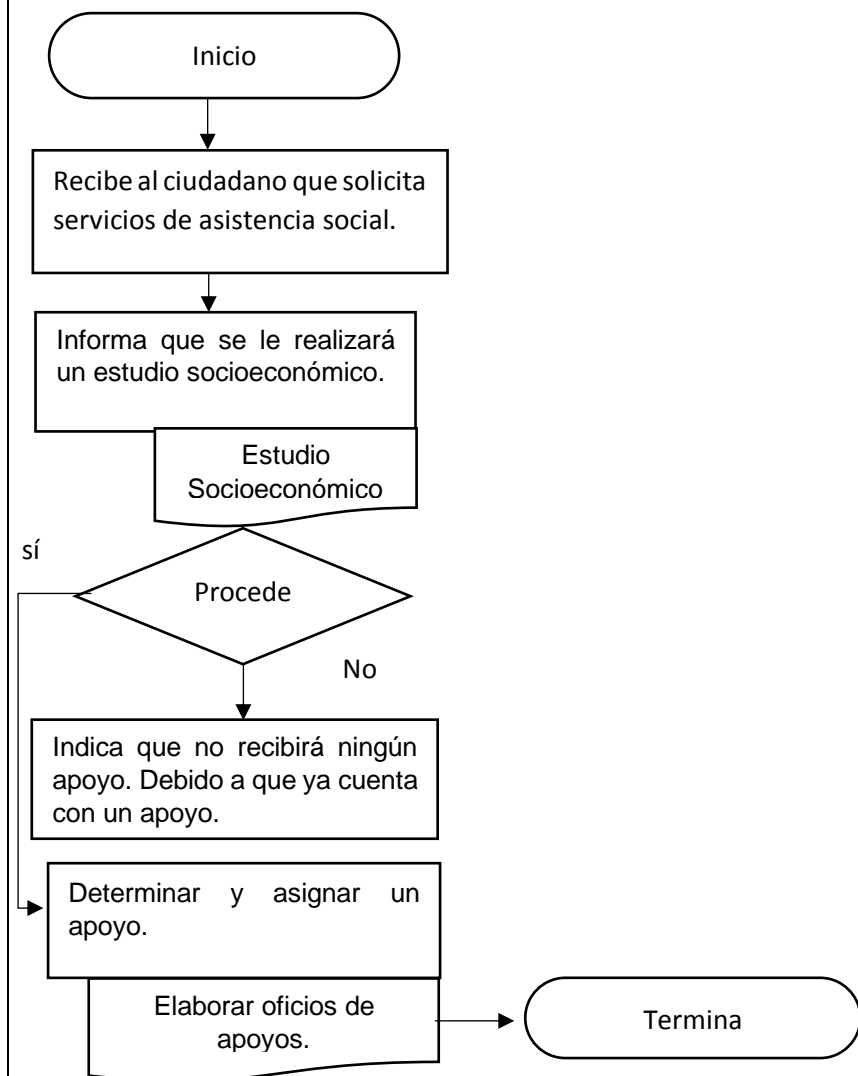 Inicio
Recibe al ciudadano que solicita
servicios de asistencia social.
Informa que se le realizará
un estudio socioeconómico.
Estudio
Socioeconómico
sí
Procede
No
Indica que no recibirá ningún
apoyo. Debido a que ya cuenta
con un apoyo.
Determinar y asignar un
apoyo.
Elaborar oficios de
apoyos.
Termina